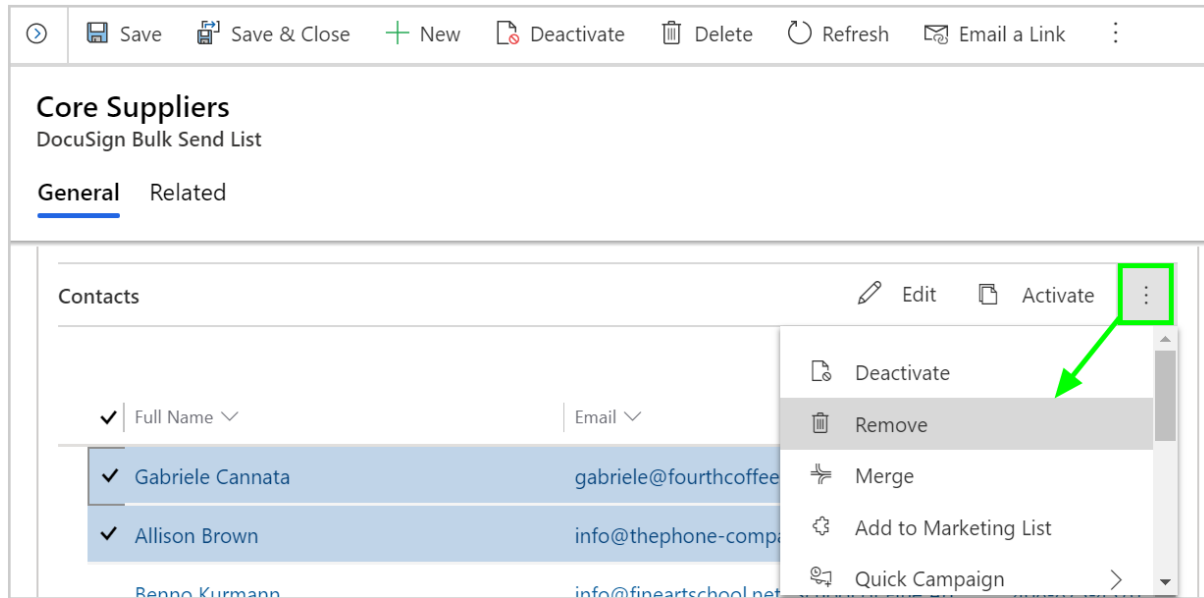 Save Save & Close New Deactivate Delete Refresh Email a Link
Core Suppliers
DocuSign Bulk Send List
General Related
Contacts Edit Activate
Deactivate
Full Name Email Remove
Gabriele Cannata gabriele@fourthcoffee Merge
Allison Brown info@thephone-compa Add to Marketing List
Benno Kurmann info@fineartschool.net Quick Campaign